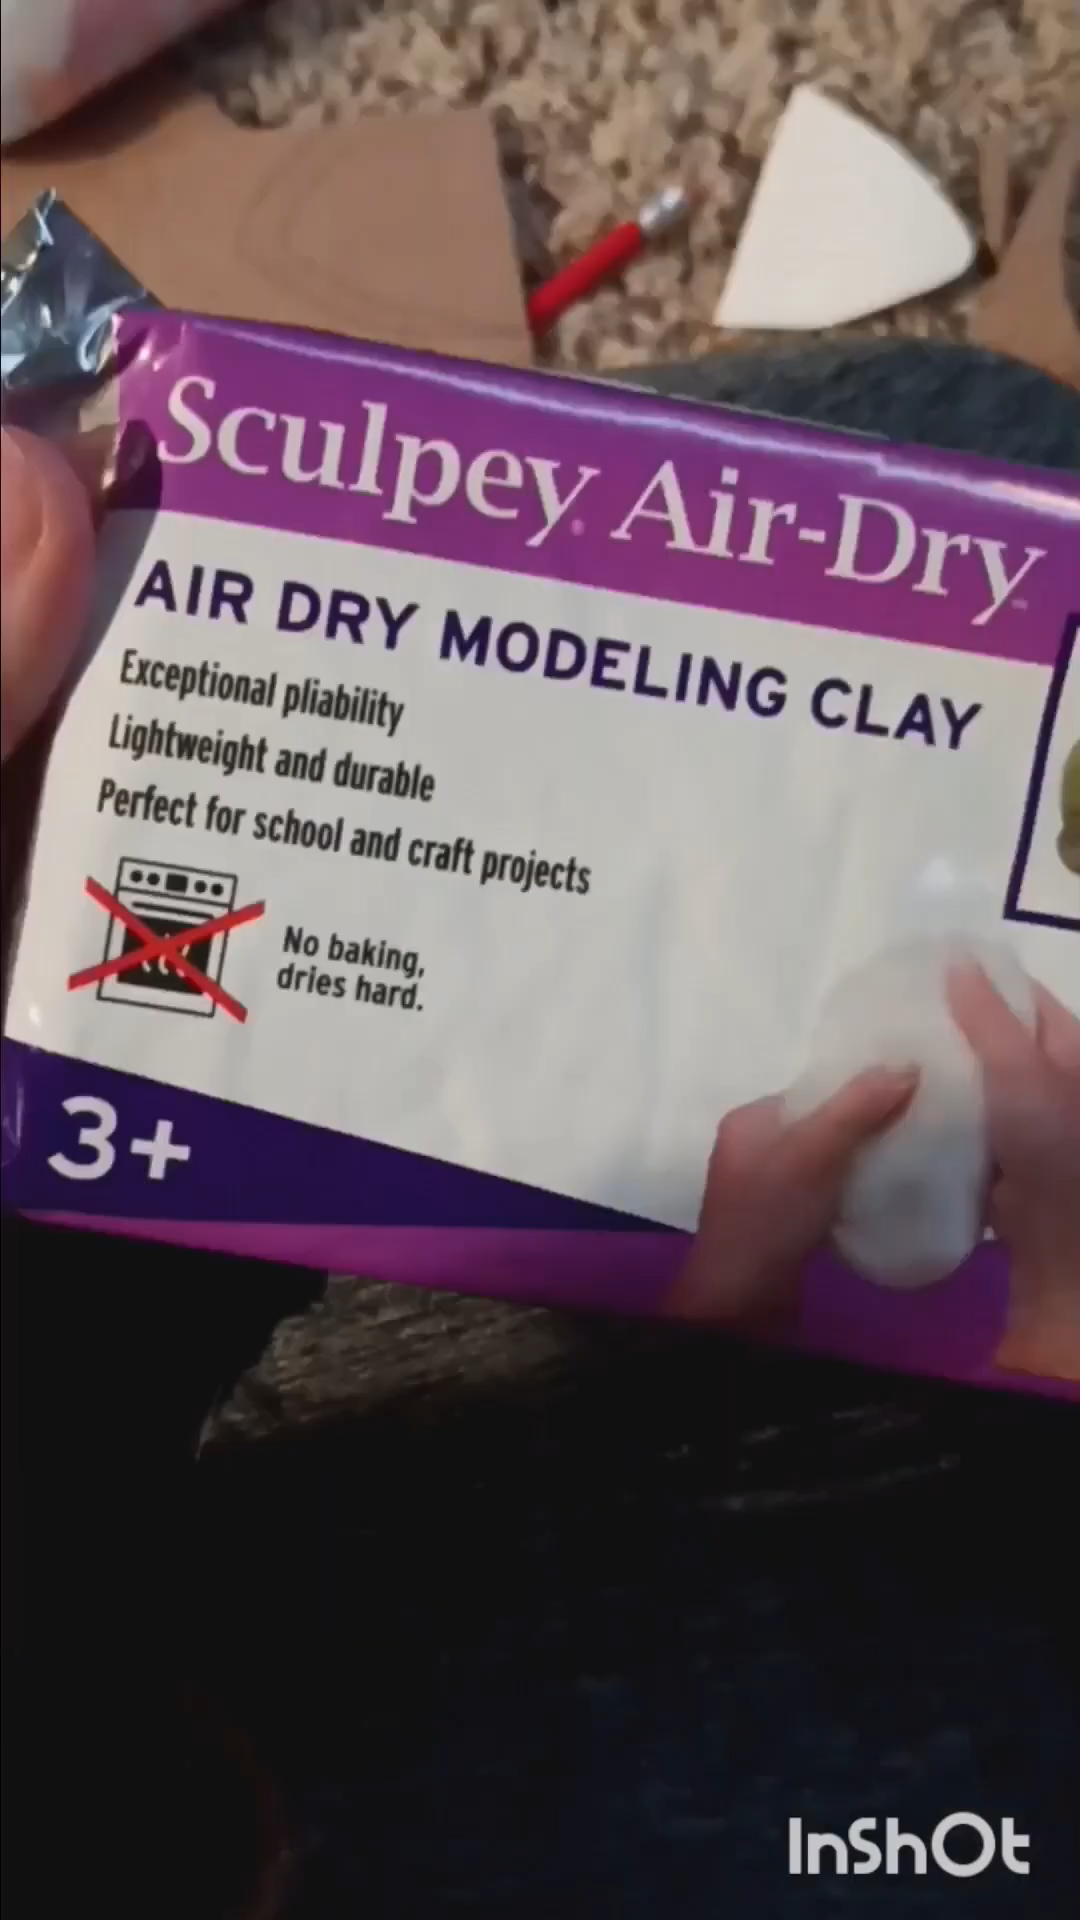 Sculpey® Air-Dry™
AIR DRY MODELING CLAY
Exceptional pliability
Lightweight and durable
Perfect for school and craft projects
No baking,
dries hard.
3+
InShOt